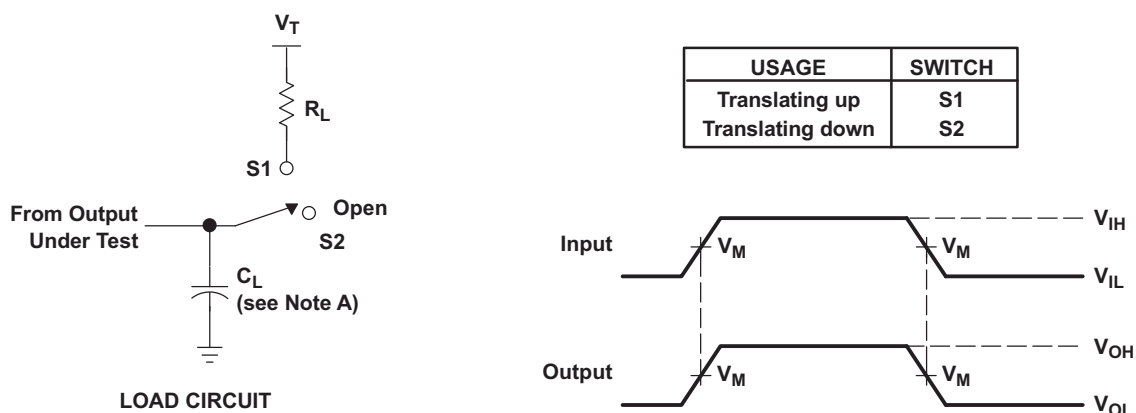 V_T
R_L
S1
Open
S2
From Output
Under Test
C_L
(see Note A)
LOAD CIRCUIT
USAGE SWITCH
Translating up S1
Translating down S2
Input
V_M
V_M
V_IH
V_IL
Output
V_M
V_M
V_OH
V_OL